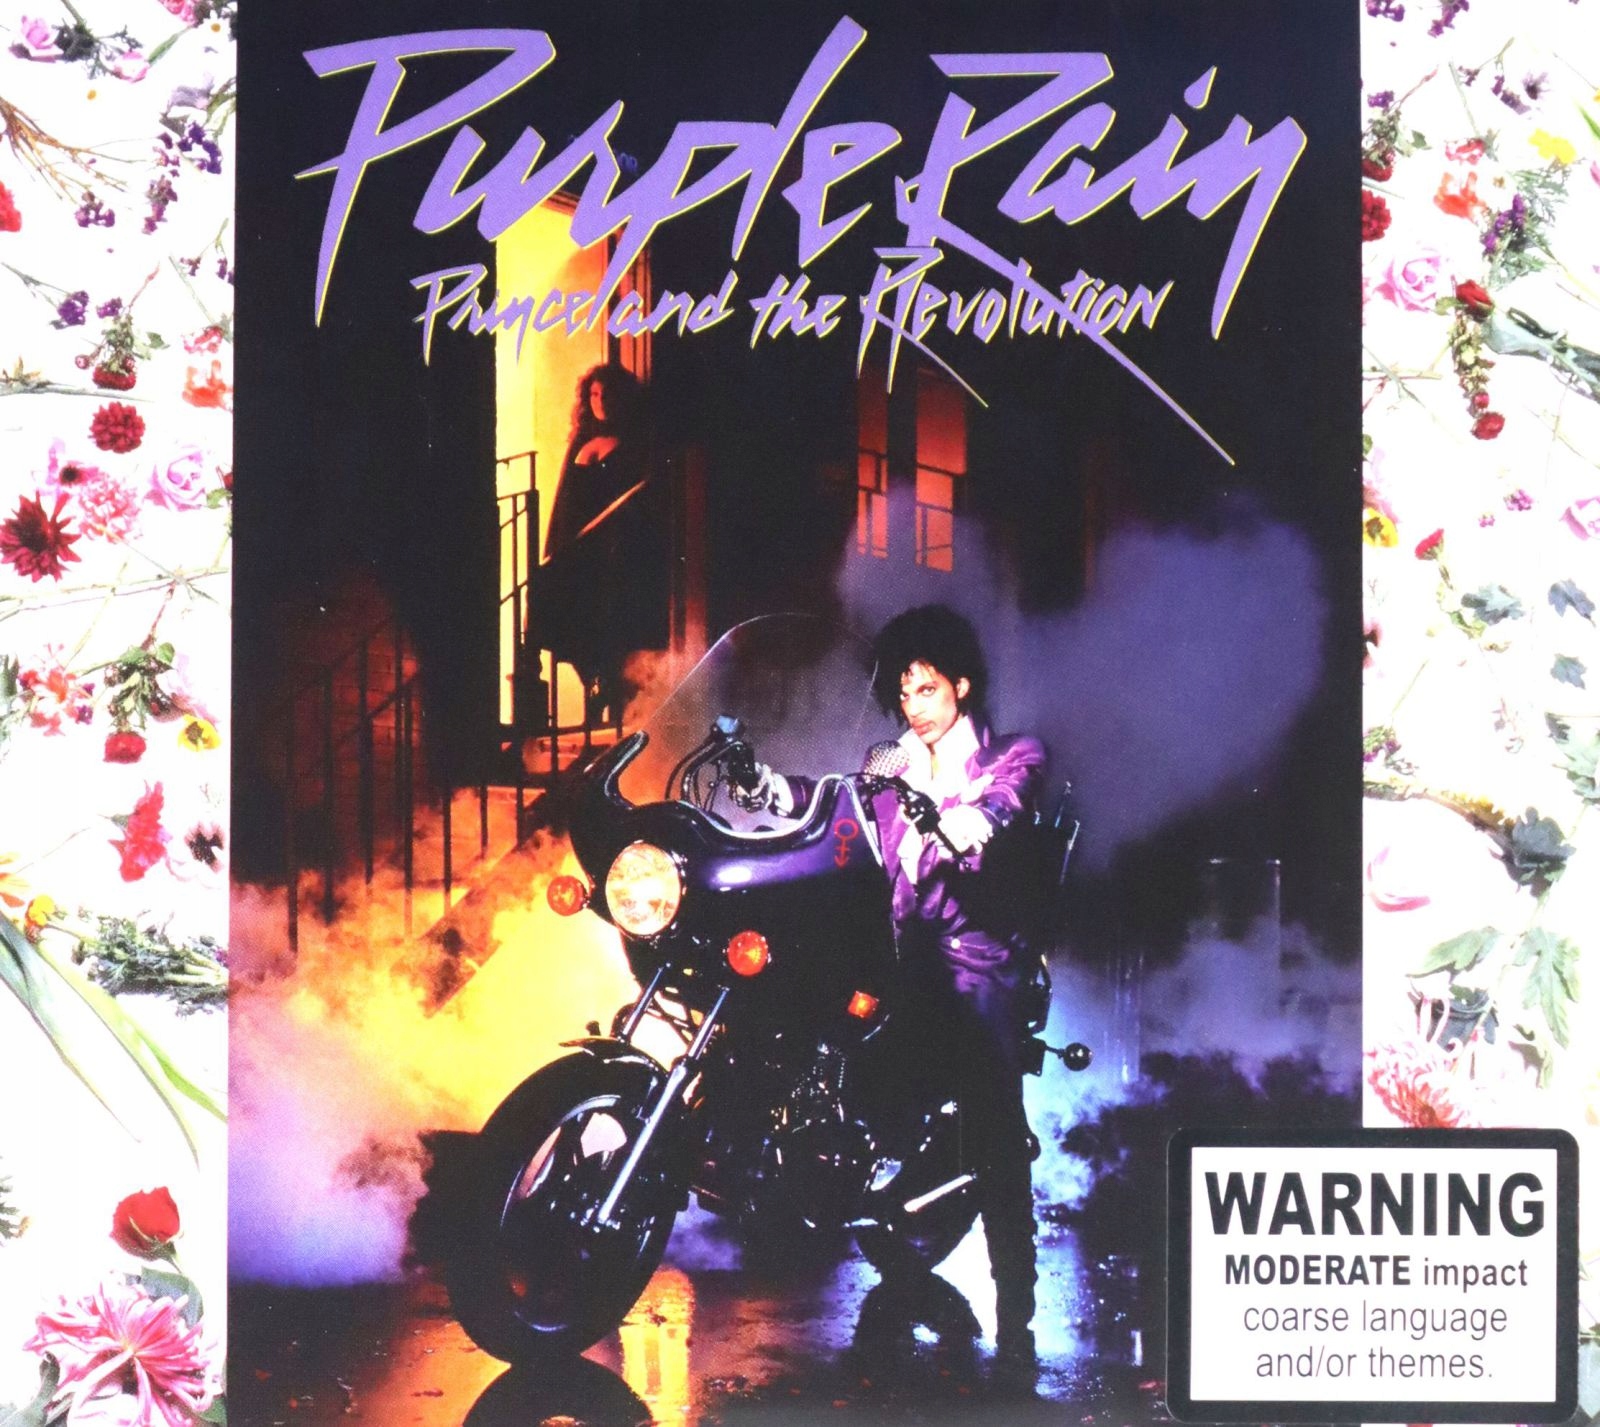 Purple Rain
Prince and the Revolution
WARNING
MODERATE impact
coarse language
and/or themes.